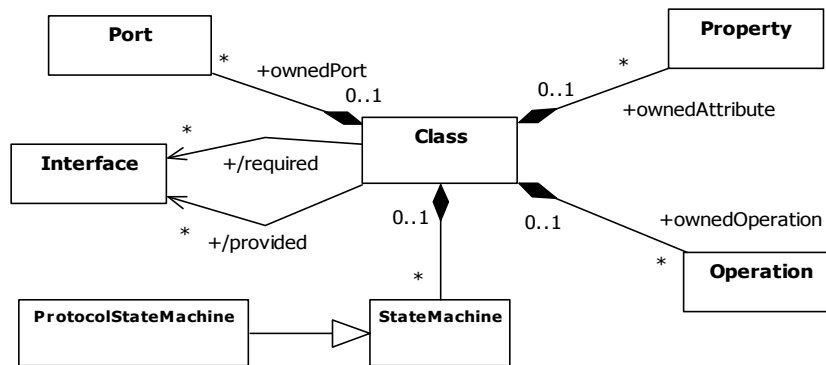 Port
Property
*
+ownedPort
*
0..1
0..1
+ownedAttribute
*
Class
Interface
+/required
*
+/provided
0..1
0..1
+ownedOperation
*
*
Operation
ProtocolStateMachine
StateMachine